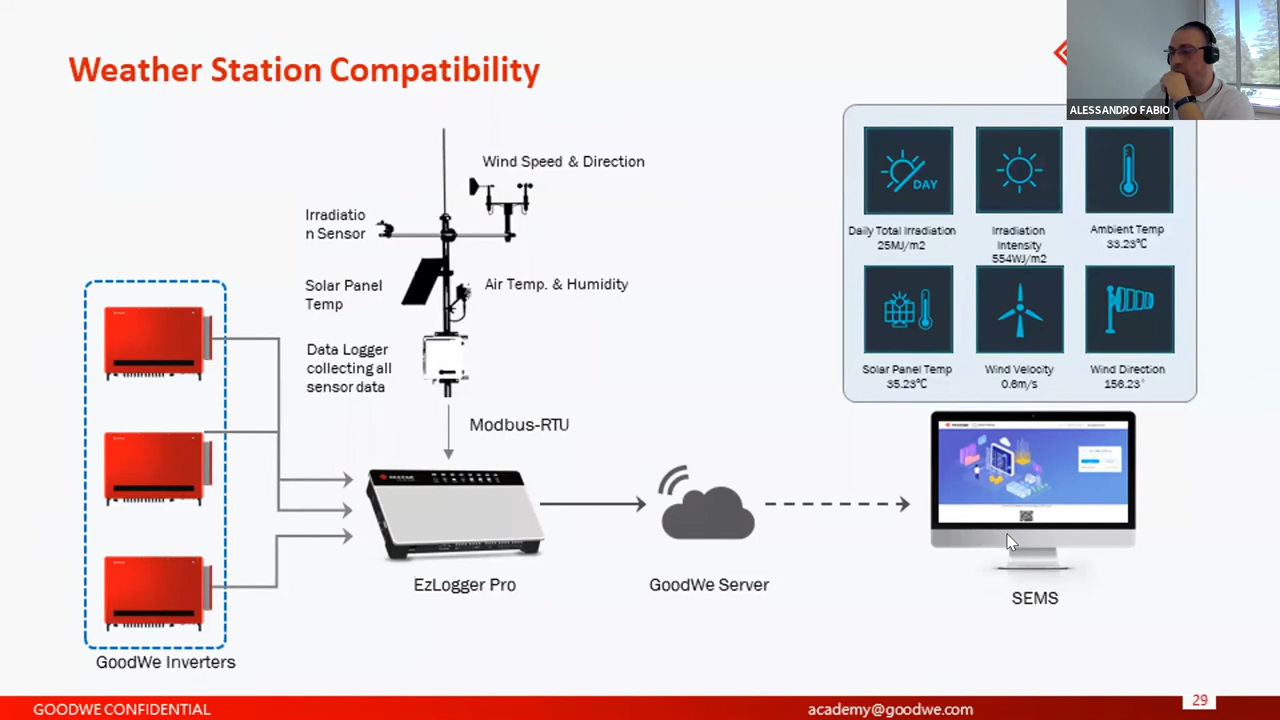 Weather Station Compatibility
ALESSANDRO FABIO
Wind Speed & Direction
Irradiatio
n Sensor
Solar Panel
Temp
Air Temp. & Humidity
Data Logger
collecting all
sensor data
Modbus-RTU
DAY
Daily Total Irradiation
25MJ/m2
Irradiation
Intensity
554WJ/m2
Ambient Temp
33.23℃
Solar Panel Temp
35.23℃
Wind Velocity
0.6m/s
Wind Direction
156.23°
EzLogger Pro
GoodWe Server
SEMS
GoodWe Inverters
GOODWE CONFIDENTIAL
academy@goodwe.com
29